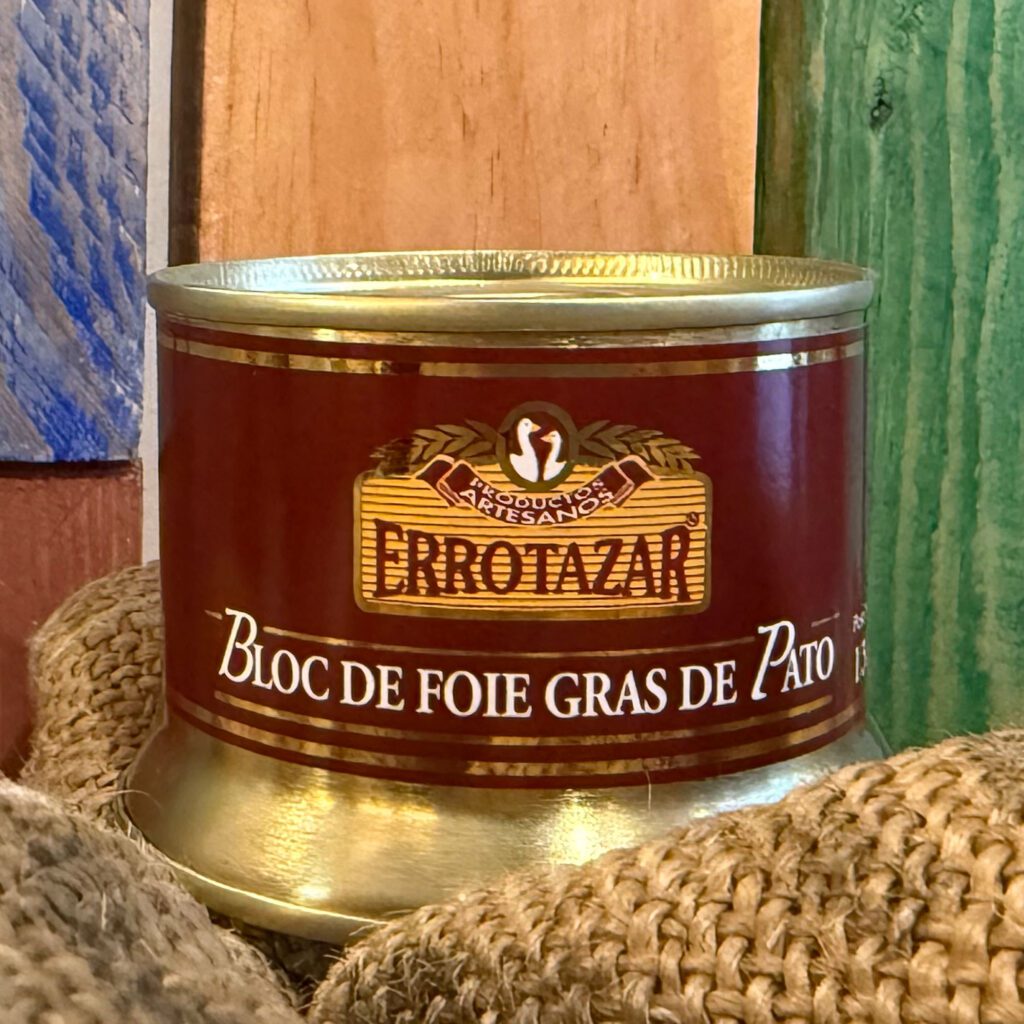 PRODUCTOS
ARTESANOS
ERROTAZAR
BLOC DE FOIE GRAS DE PATO